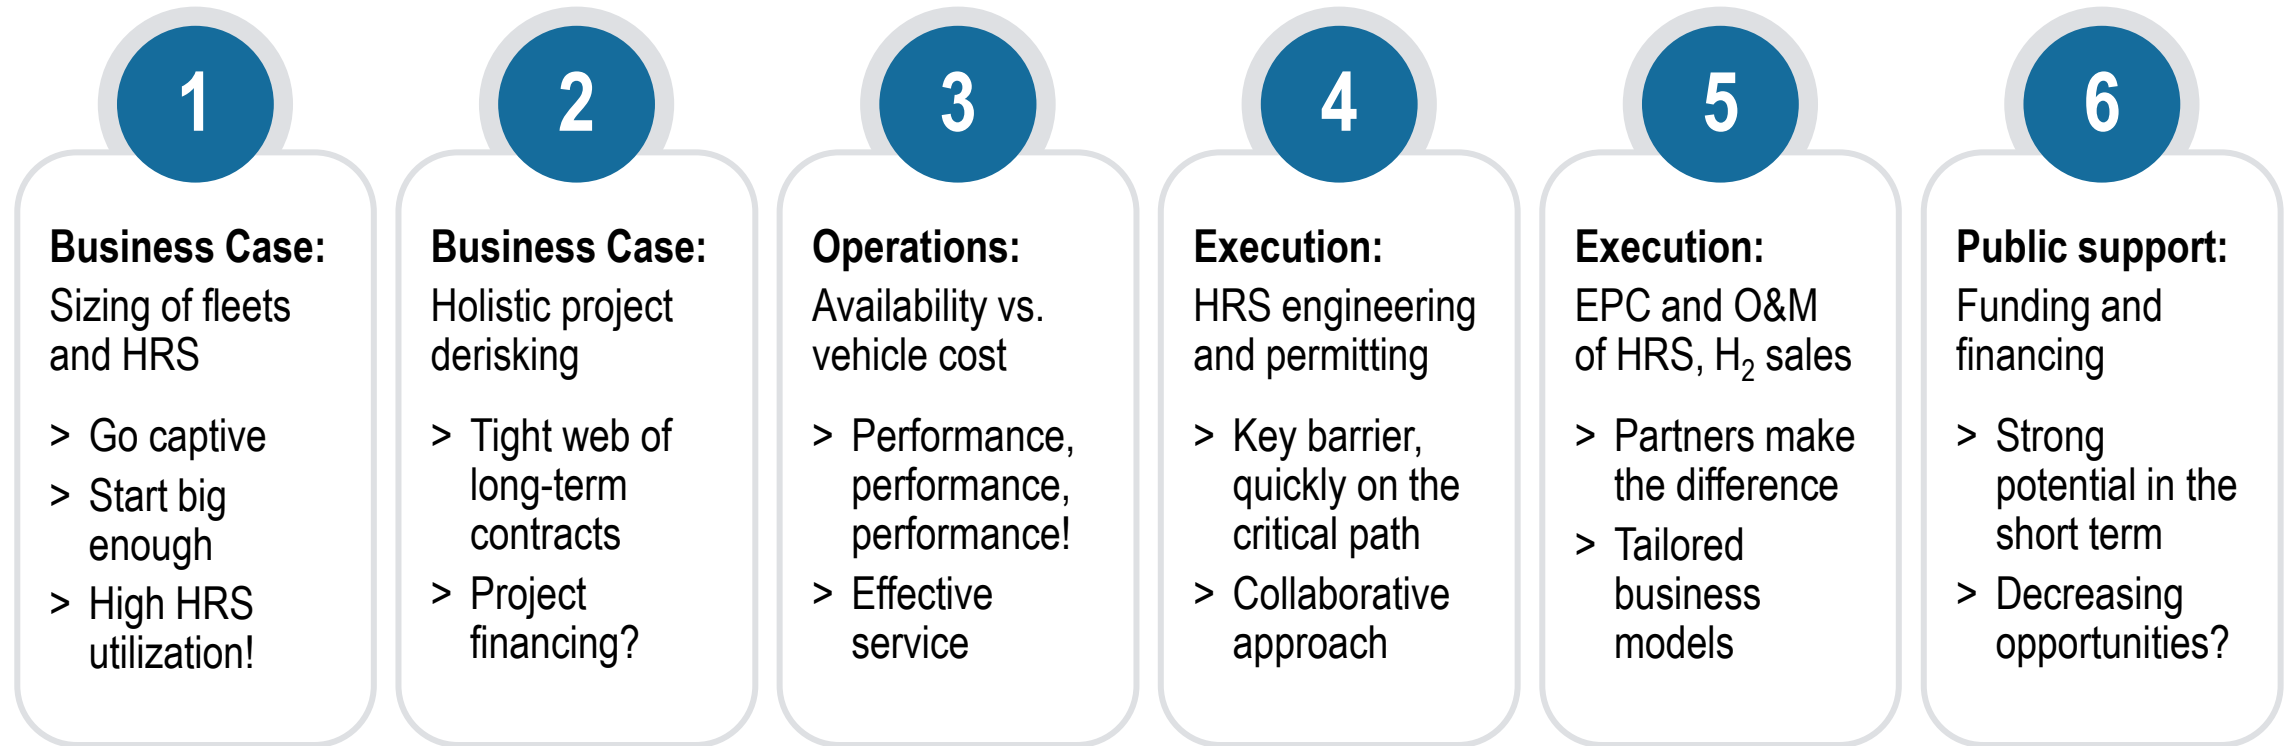 1
Business Case:
Sizing of fleets
and HRS
> Go captive
> Start big
enough
> High HRS
utilization!
2
Business Case:
Holistic project
derisking
> Tight web of
long-term
contracts
> Project
financing?
3
Operations:
Availability vs.
vehicle cost
> Performance,
performance,
performance!
> Effective
service
4
Execution:
HRS engineering
and permitting
> Key barrier,
quickly on the
critical path
> Collaborative
approach
5
Execution:
EPC and O&M
of HRS, H₂ sales
> Partners make
the difference
> Tailored
business
models
6
Public support:
Funding and
financing
> Strong
potential in the
short term
> Decreasing
opportunities?